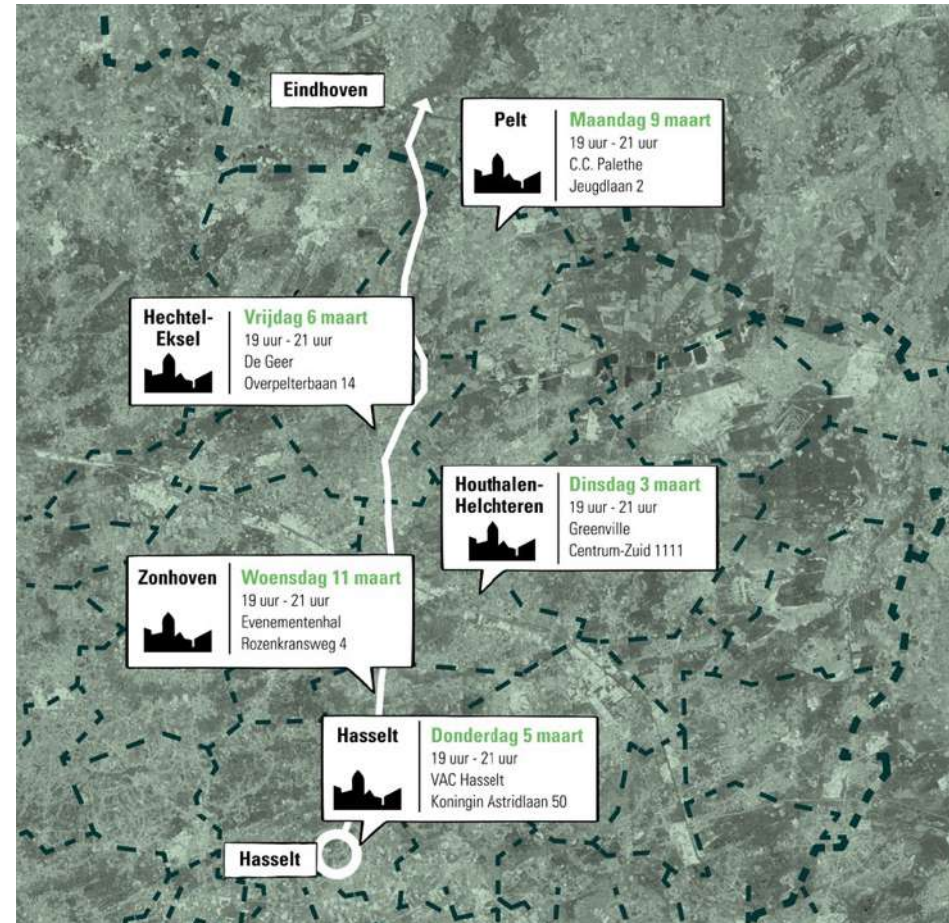 Eindhoven
Pelt
Maandag 9 maart
19 uur - 21 uur
C.C. Palethe
Jeugdlaan 2
Hechtel-
Eksel
Vrijdag 6 maart
19 uur - 21 uur
De Geer
Overpelterbaan 14
Houthalen-
Helchteren
Dinsdag 3 maart
19 uur - 21 uur
Greenville
Centrum-Zuid 1111
Zonhoven
Woensdag 11 maart
19 uur - 21 uur
Evenementenhal
Rozenkransweg 4
Hasselt
Donderdag 5 maart
19 uur - 21 uur
VAC Hasselt
Koningin Astridlaan 50
Hasselt